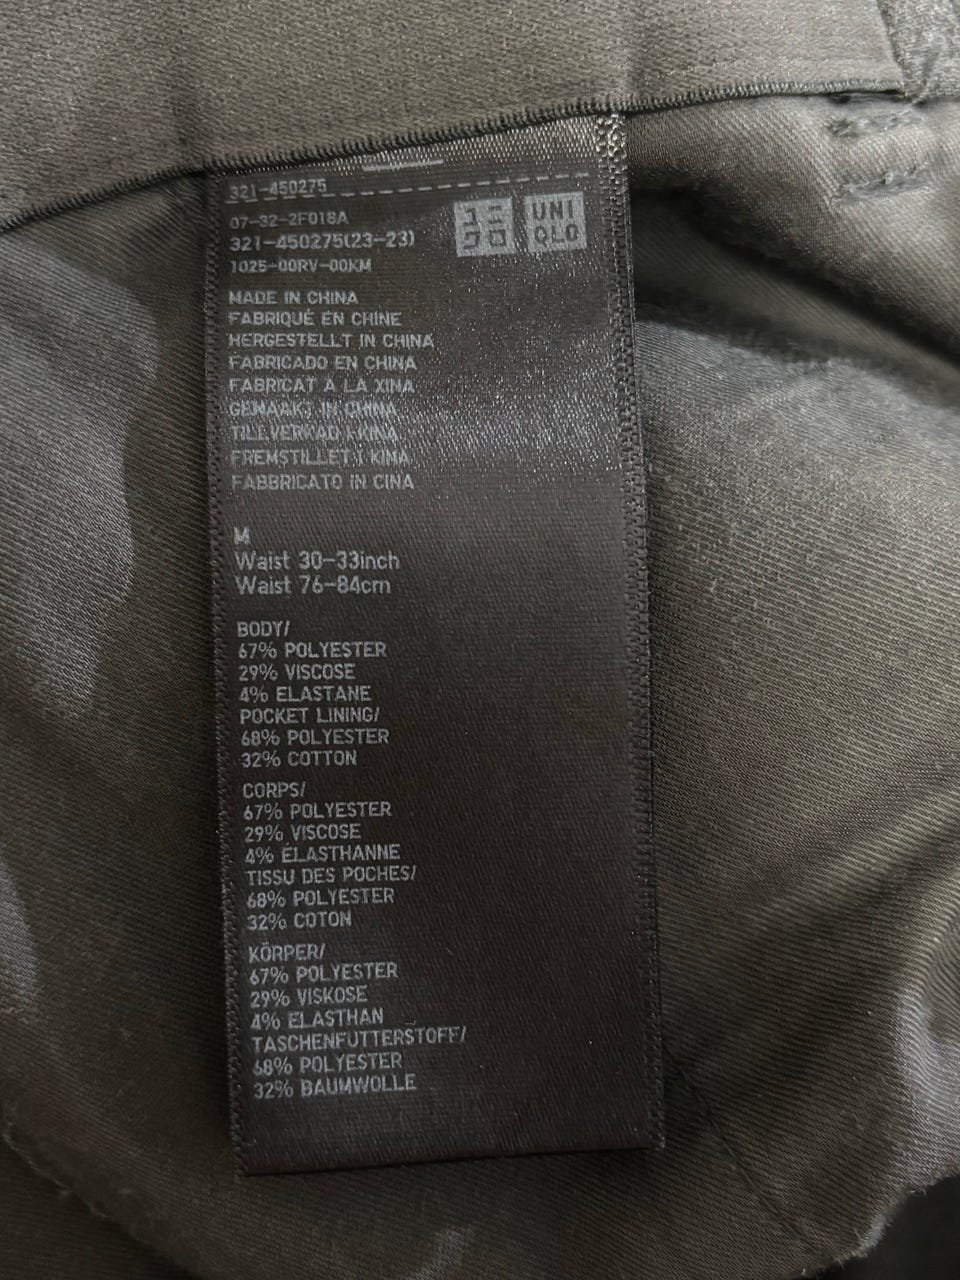 321-450275
07-32-2F018A
321-450275(23-23)
1025-00RV-00KM
ユニ
クロ
UNI
QLO
MADE IN CHINA
FABRIQUÉ EN CHINE
HERGESTELLT IN CHINA
FABRICADO EN CHINA
FABRICAT A LA XINA
GEMAAKT IN CHINA
TILLVERKAD I KINA
FREMSTILLET I KINA
FABBRICATO IN CINA
M
Waist 30-33inch
Waist 76-84cm
BODY/
67% POLYESTER
29% VISCOSE
4% ELASTANE
POCKET LINING/
68% POLYESTER
32% COTTON
CORPS/
67% POLYESTER
29% VISCOSE
4% ÉLASTHANNE
TISSU DES POCHES/
68% POLYESTER
32% COTON
KÖRPER/
67% POLYESTER
29% VISKOSE
4% ELASTHAN
TASCHENFUTTERSTOFF/
68% POLYESTER
32% BAUMWOLLE